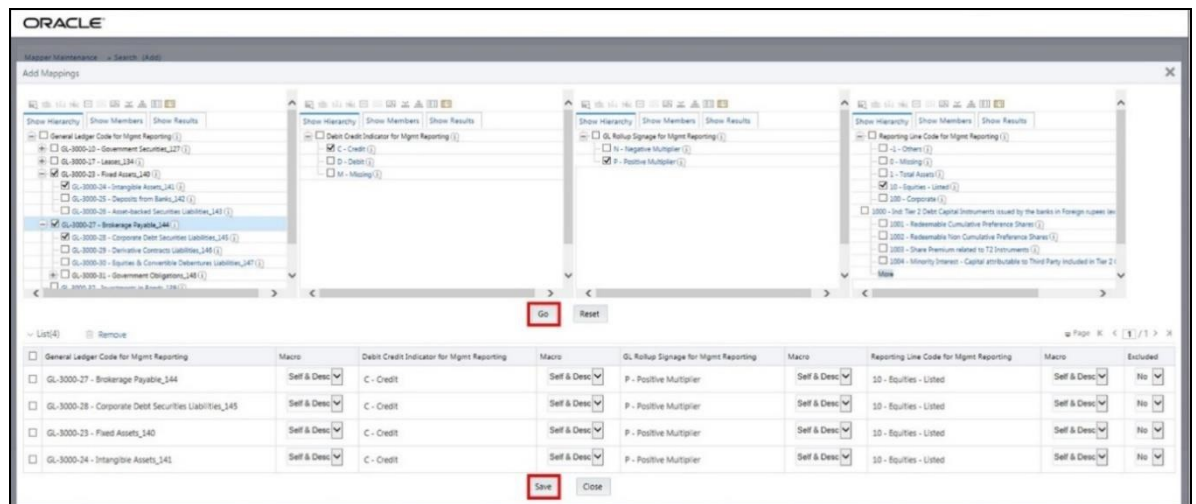 ORACLE
Mapper Maintenance » Search (Add)
Add Mappings
Show Hierarchy Show Members Show Results
General Ledger Code for Mgmt Reporting
GL-3000-10 - Government Securities_127
GL-3000-17 - Leases_134
GL-3000-23 - Fixed Assets_140
GL-3000-24 - Intangible Assets_141
GL-3000-25 - Deposits from Banks_142
GL-3000-26 - Asset-backed Securities Liabilities_143
GL-3000-27 - Brokerage Payable_144
GL-3000-28 - Corporate Debt Securities Liabilities_145
GL-3000-29 - Derivative Contracts Liabilities_146
GL-3000-30 - Equities & Convertible Debentures Liabilities_147
GL-3000-31 - Government Obligations_148
Show Hierarchy Show Members Show Results
Debit Credit Indicator for Mgmt Reporting
C - Credit
D - Debit
M - Missing
Show Hierarchy Show Members Show Results
GL Rollup Signage for Mgmt Reporting
N - Negative Multiplier
P - Positive Multiplier
Show Hierarchy Show Members Show Results
Reporting Line Code for Mgmt Reporting
-1 - Others
0 - Missing
1 - Total Assets
10 - Equities - Listed
100 - Corporate
1000 - Ind: Tier 2 Debt Capital Instruments issued by the banks in Foreign rupees
1001 - Redeemable Cumulative Preference Shares
1002 - Redeemable Non Cumulative Preference Shares
1003 - Share Premium related to T2 Instruments
1004 - Minority Interest - Capital attributable to Third Party included in Tier 2
More
Go Reset
List(4) Remove Page 1 / 1
General Ledger Code for Mgmt Reporting Macro Debit Credit Indicator for Mgmt Reporting Macro GL Rollup Signage for Mgmt Reporting Macro Reporting Line Code for Mgmt Reporting Macro Excluded
GL-3000-27 - Brokerage Payable_144 Self & Desc C - Credit Self & Desc P - Positive Multiplier Self & Desc 10 - Equities - Listed Self & Desc No
GL-3000-28 - Corporate Debt Securities Liabilities_145 Self & Desc C - Credit Self & Desc P - Positive Multiplier Self & Desc 10 - Equities - Listed Self & Desc No
GL-3000-23 - Fixed Assets_140 Self & Desc C - Credit Self & Desc P - Positive Multiplier Self & Desc 10 - Equities - Listed Self & Desc No
GL-3000-24 - Intangible Assets_141 Self & Desc C - Credit Self & Desc P - Positive Multiplier Self & Desc 10 - Equities - Listed Self & Desc No
Save Close